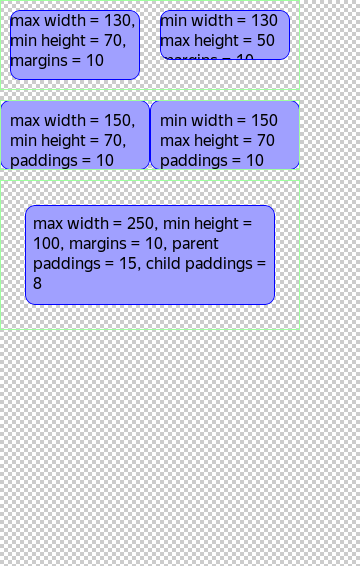 max width = 130,
min height = 70,
margins = 10
min width = 130
max height = 50
margins = 10
max width = 150,
min height = 70,
paddings = 10
min width = 150
max height = 70
paddings = 10
max width = 250, min height =
100, margins = 10, parent
paddings = 15, child paddings =
8